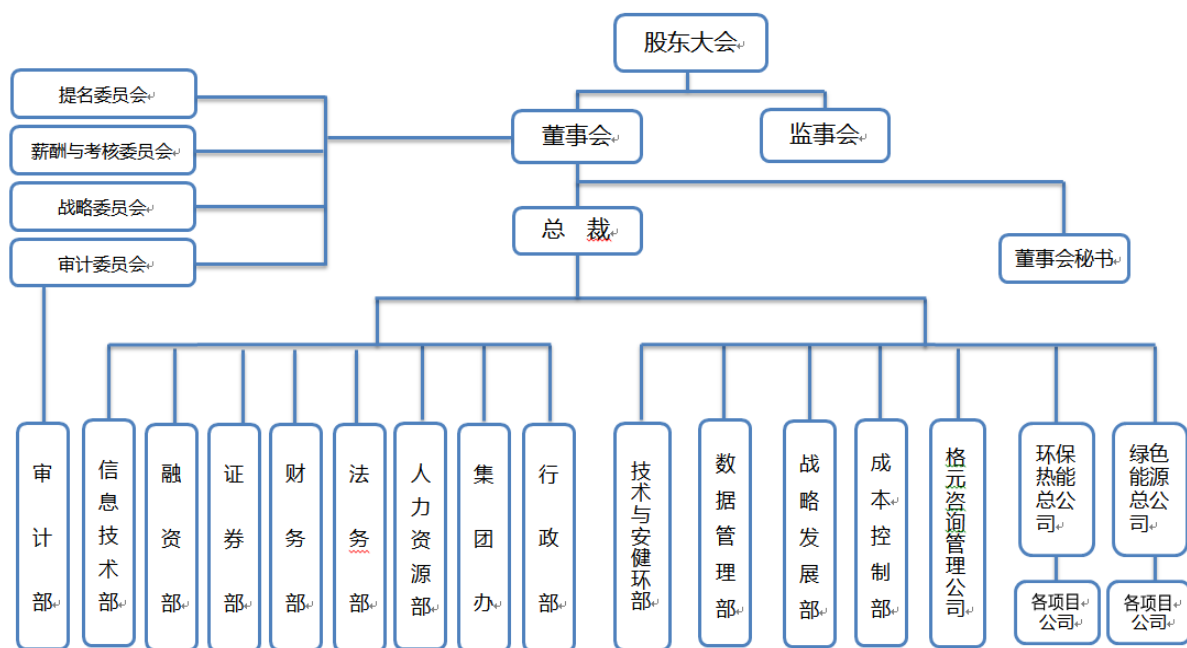 股东大会
提名委员会
董事会
监事会
薪酬与考核委员会
战略委员会
总 裁
审计委员会
董事会秘书
审计部
信息技术部
融资部
证券部
财务部
法务部
人力资源部
集团办
行政部
技术与安健环部
数据管理部
战略发展部
成本控制部
格元咨询管理公司
环保
热能
总公
司
绿色
能源
总公
司
各项目
公司
各项目
公司